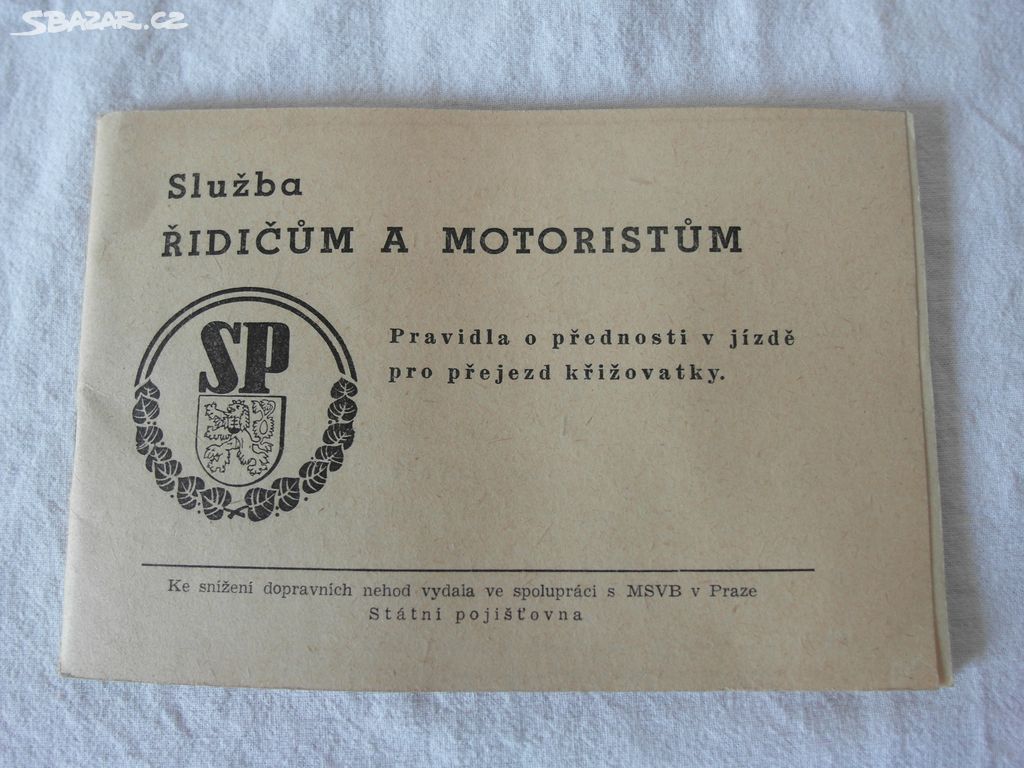 SBAZAR.CZ
Služba
ŘIDIČŮM A MOTORISTŮM
SP
Pravidla o přednosti v jízdě
pro přejezd křižovatky.
Ke snížení dopravních nehod vydala ve spolupráci s MSVB v Praze
Státní pojišťovna